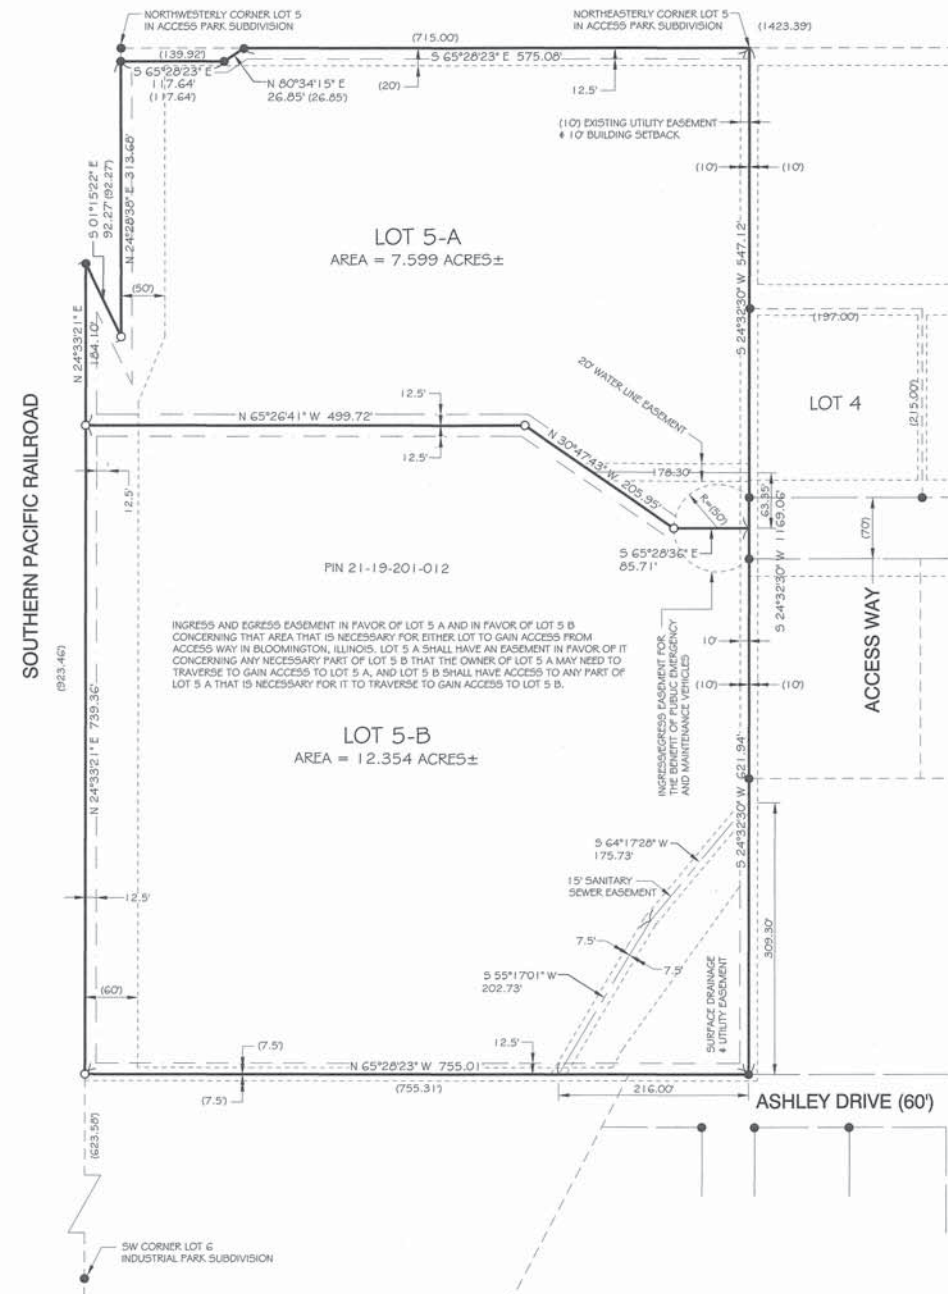 NORTHWESTERLY CORNER LOT 5
IN ACCESS PARK SUBDIVISION
NORTHEASTERLY CORNER LOT 5
IN ACCESS PARK SUBDIVISION
(1423.39')
(715.00')
(139.92')
S 65°28'23" E 575.08'
S 65°28'23" E
117.64'
(117.64')
N 80°34'15" E
26.85' (26.85')
(20')
12.5'
(10') EXISTING UTILITY EASEMENT
& 10' BUILDING SETBACK
(10')
(10')
S 01°15'22" E
92.27' (92.27')
N 24°28'38" E 313.68'
LOT 5-A
AREA = 7.599 ACRES±
S 24°32'30" W 547.12'
(50')
N 24°33'21" E
184.10'
(197.00')
LOT 4
(215.00')
20' WATER LINE EASEMENT
12.5'
N 65°26'41" W 499.72'
12.5'
N 30°47'43" W 205.95'
178.30'
R=(50')
63.35'
S 24°32'30" W 1169.06'
(70')
12.5'
S 65°28'36" E
85.71'
SOUTHERN PACIFIC RAILROAD
PIN 21-19-201-012
INGRESS AND EGRESS EASEMENT IN FAVOR OF LOT 5 A AND IN FAVOR OF LOT 5 B
CONCERNING THAT AREA THAT IS NECESSARY FOR EITHER LOT TO GAIN ACCESS FROM
ACCESS WAY IN BLOOMINGTON, ILLINOIS. LOT 5 A SHALL HAVE AN EASEMENT IN FAVOR OF IT
CONCERNING ANY NECESSARY PART OF LOT 5 B THAT THE OWNER OF LOT 5 A MAY NEED TO
TRAVERSE TO GAIN ACCESS TO LOT 5 A, AND LOT 5 B SHALL HAVE ACCESS TO ANY PART OF
LOT 5 A THAT IS NECESSARY FOR IT TO TRAVERSE TO GAIN ACCESS TO LOT 5 B.
INGRESS/EGRESS EASEMENT FOR
THE BENEFIT OF PUBLIC EMERGENCY
AND MAINTENANCE VEHICLES
10'
(10')
(10')
ACCESS WAY
(923.46')
N 24°33'21" E 739.36'
LOT 5-B
AREA = 12.354 ACRES±
S 24°32'30" W 621.94'
S 64°17'28" W
175.73'
15' SANITARY
SEWER EASEMENT
12.5'
7.5'
7.5'
309.30'
S 55°17'01" W
202.73'
SURFACE DRAINAGE
& UTILITY EASEMENT
(60')
(7.5')
12.5'
N 65°28'23" W 755.01'
(755.31')
(7.5')
216.00'
ASHLEY DRIVE (60')
(623.58')
SW CORNER LOT 6
INDUSTRIAL PARK SUBDIVISION